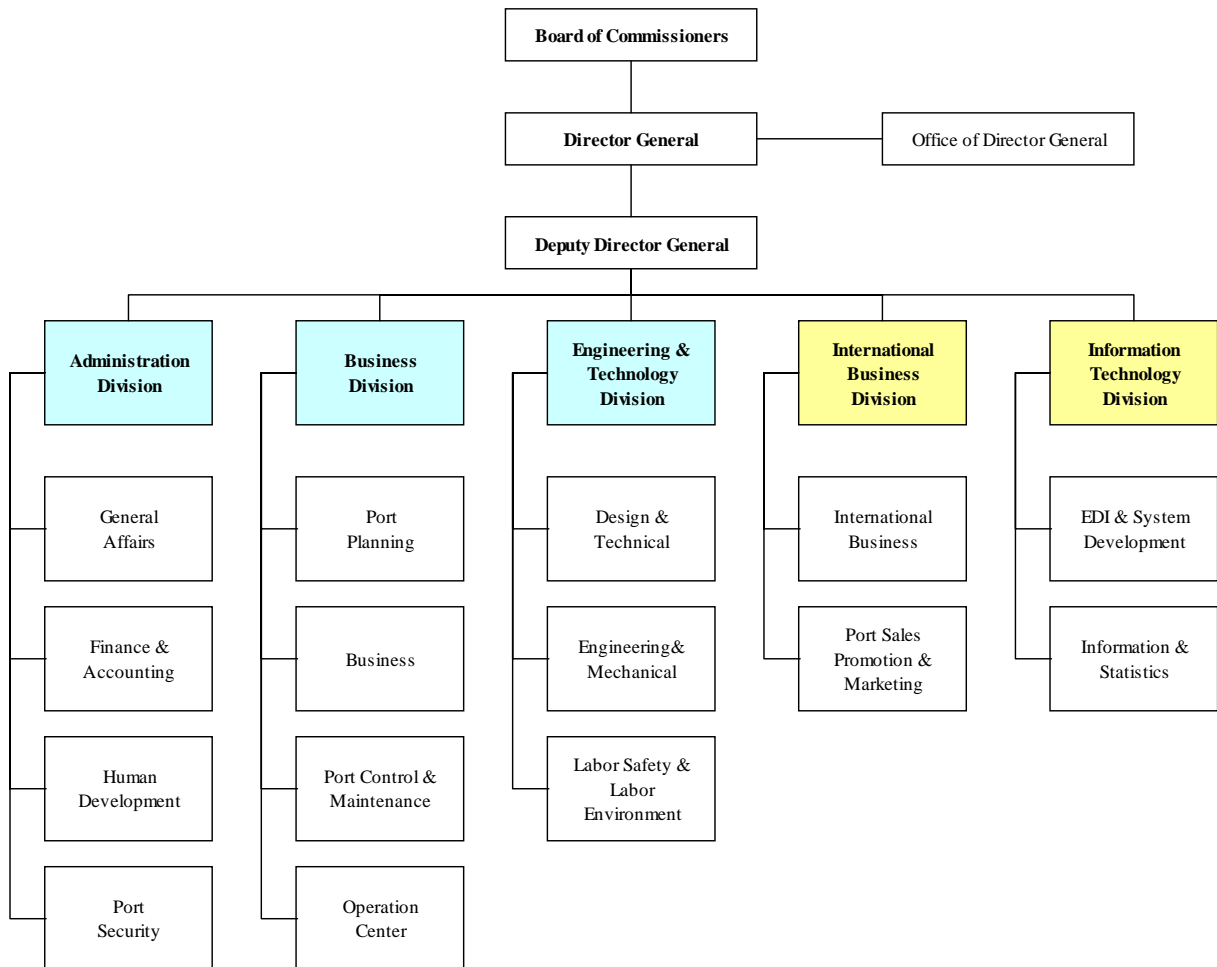 Board of Commissioners
Director General
Office of Director General
Deputy Director General
Administration
Division
Business
Division
Engineering &
Technology
Division
International
Business
Division
Information
Technology
Division
General
Affairs
Port
Planning
Design &
Technical
International
Business
EDI & System
Development
Finance &
Accounting
Business
Engineering&
Mechanical
Port Sales
Promotion &
Marketing
Information &
Statistics
Human
Development
Port Control &
Maintenance
Labor Safety &
Labor
Environment
Port
Security
Operation
Center